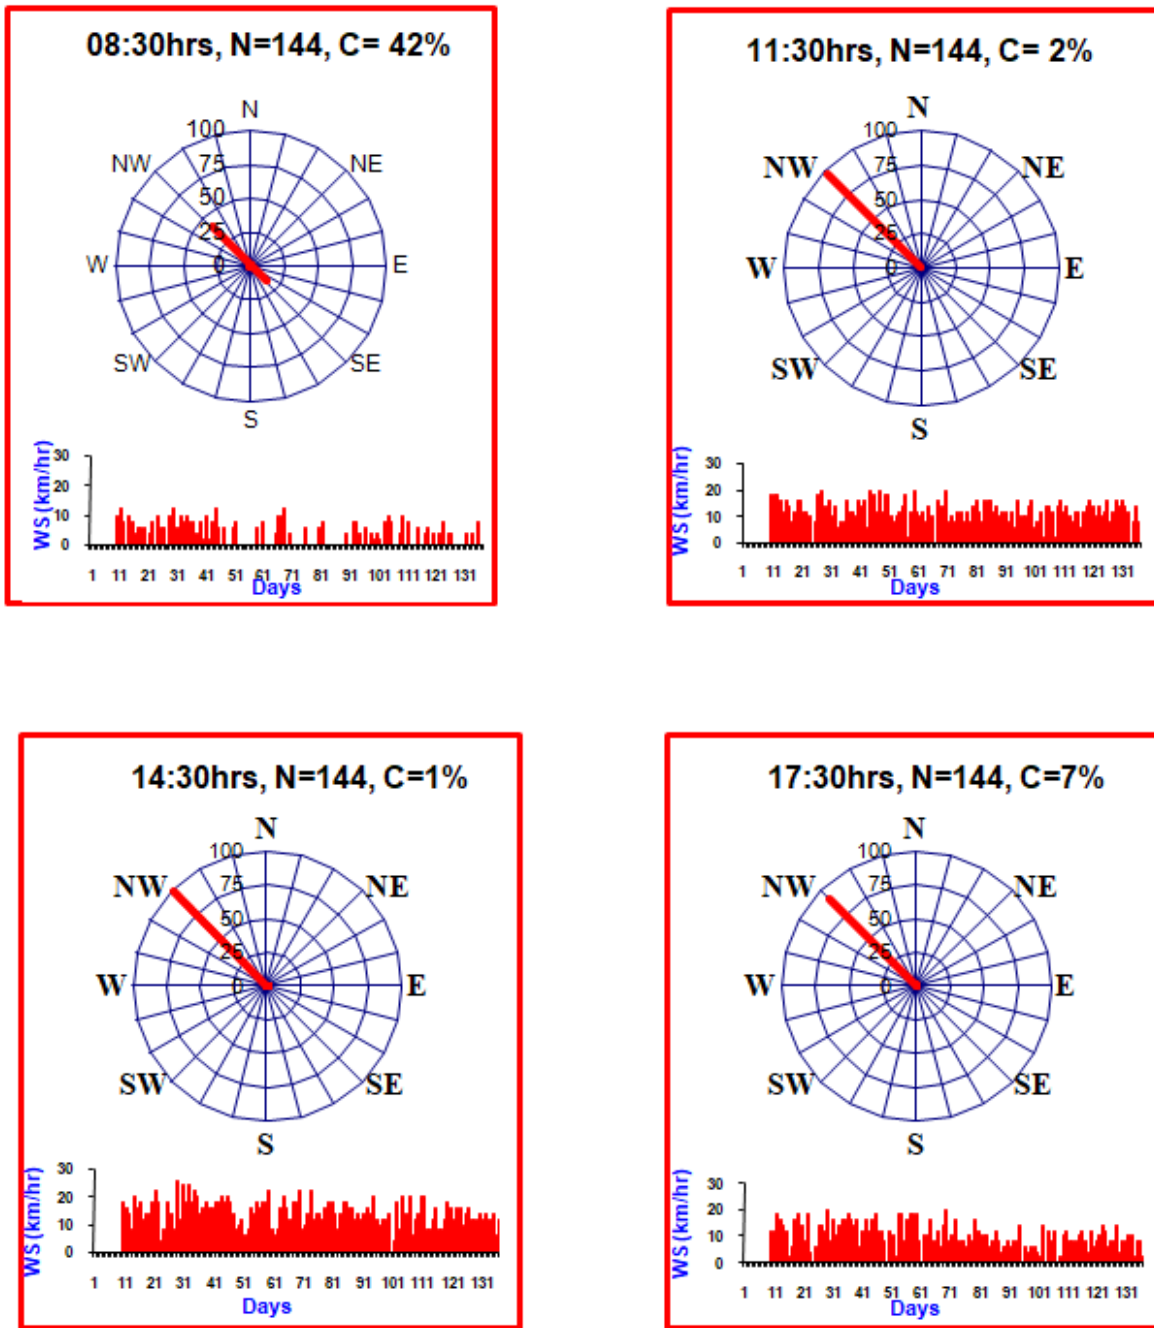 08:30hrs, N=144, C= 42%
N
100
NW
NE
75
50
25
W
0
E
SW
SE
S
WS (km/hr)
30
20
10
0
1 11 21 31 41 51 61 71 81 91 101 111 121 131
Days
11:30hrs, N=144, C= 2%
N
100
NW
NE
75
50
25
W
0
E
SW
SE
S
WS (km/hr)
30
20
10
0
1 11 21 31 41 51 61 71 81 91 101 111 121 131
Days
14:30hrs, N=144, C=1%
N
100
NW
NE
75
50
25
W
0
E
SW
SE
S
WS (km/hr)
30
20
10
0
1 11 21 31 41 51 61 71 81 91 101 111 121 131
Days
17:30hrs, N=144, C=7%
N
100
NW
NE
75
50
25
W
0
E
SW
SE
S
WS (km/hr)
30
20
10
0
1 11 21 31 41 51 61 71 81 91 101 111 121 131
Days